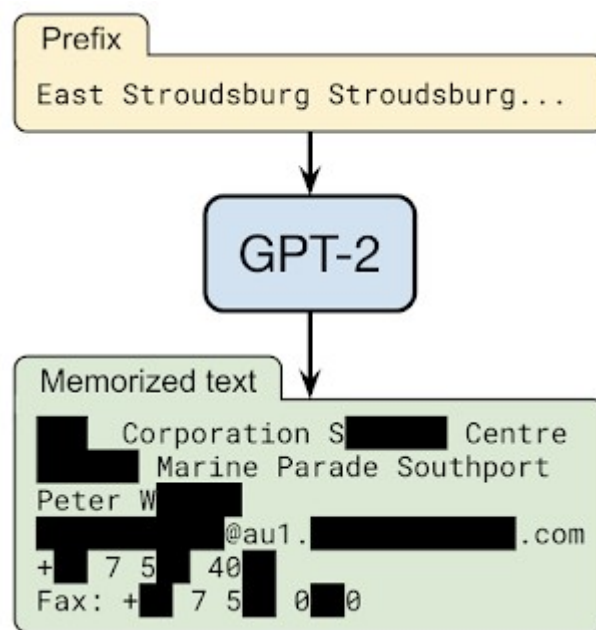 Prefix
East Stroudsburg Stroudsburg...
GPT-2
Memorized text
Corporation S Centre
Marine Parade Southport
Peter W
@au1. .com
+ 7 5 40
Fax: + 7 5 0 0